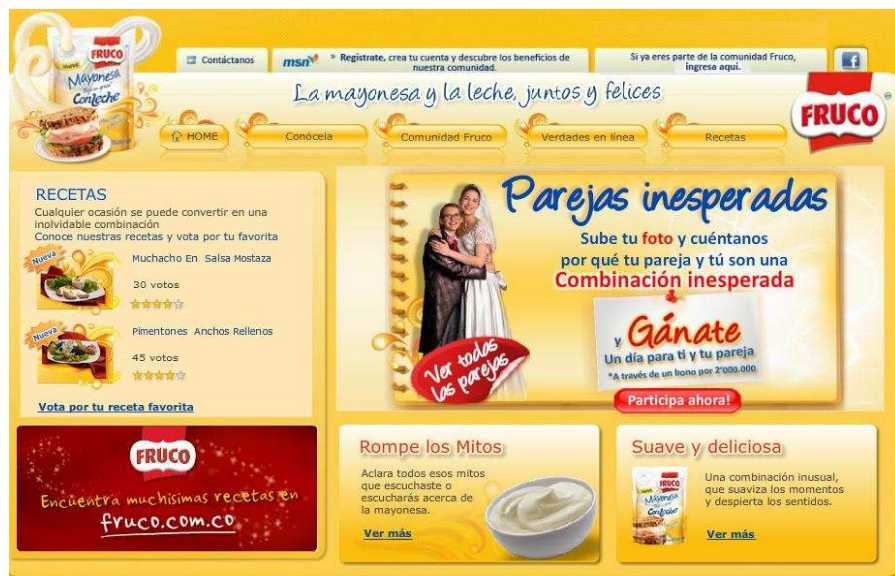 Contáctanos
msn
» Registrate, crea tu cuenta y descubre los beneficios de
nuestra comunidad.
Si ya eres parte de la comunidad Fruco,
ingresa aquí.
f
Nuevo
FRUCO
Mayonesa
Con Leche
La mayonesa y la leche, juntos y felices
FRUCO
®
HOME
Conócela
Comunidad Fruco
Verdades en línea
Recetas
RECETAS
Cualquier ocasión se puede convertir en una
inolvidable combinación
Conoce nuestras recetas y vota por tu favorita
Nueva
Muchacho En Salsa Mostaza
30 votos
Nueva
Pimentones Anchos Rellenos
45 votos
Vota por tu receta favorita
Parejas inesperadas
Sube tu foto y cuéntanos
por qué tu pareja y tú son una
Combinación inesperada
y Gánate
Un día para ti y tu pareja
*A través de un bono por 2'000.000
Ver todas
las parejas
Participa ahora!
FRUCO
Encuentra muchisimas recetas en
fruco.com.co
Rompe los Mitos
Aclara todos esos mitos
que escuchaste o
escucharás acerca de
la mayonesa.
Ver más
Suave y deliciosa
FRUCO
Mayonesa
Con Leche
Una combinación inusual,
que suaviza los momentos
y despierta los sentidos.
Ver más